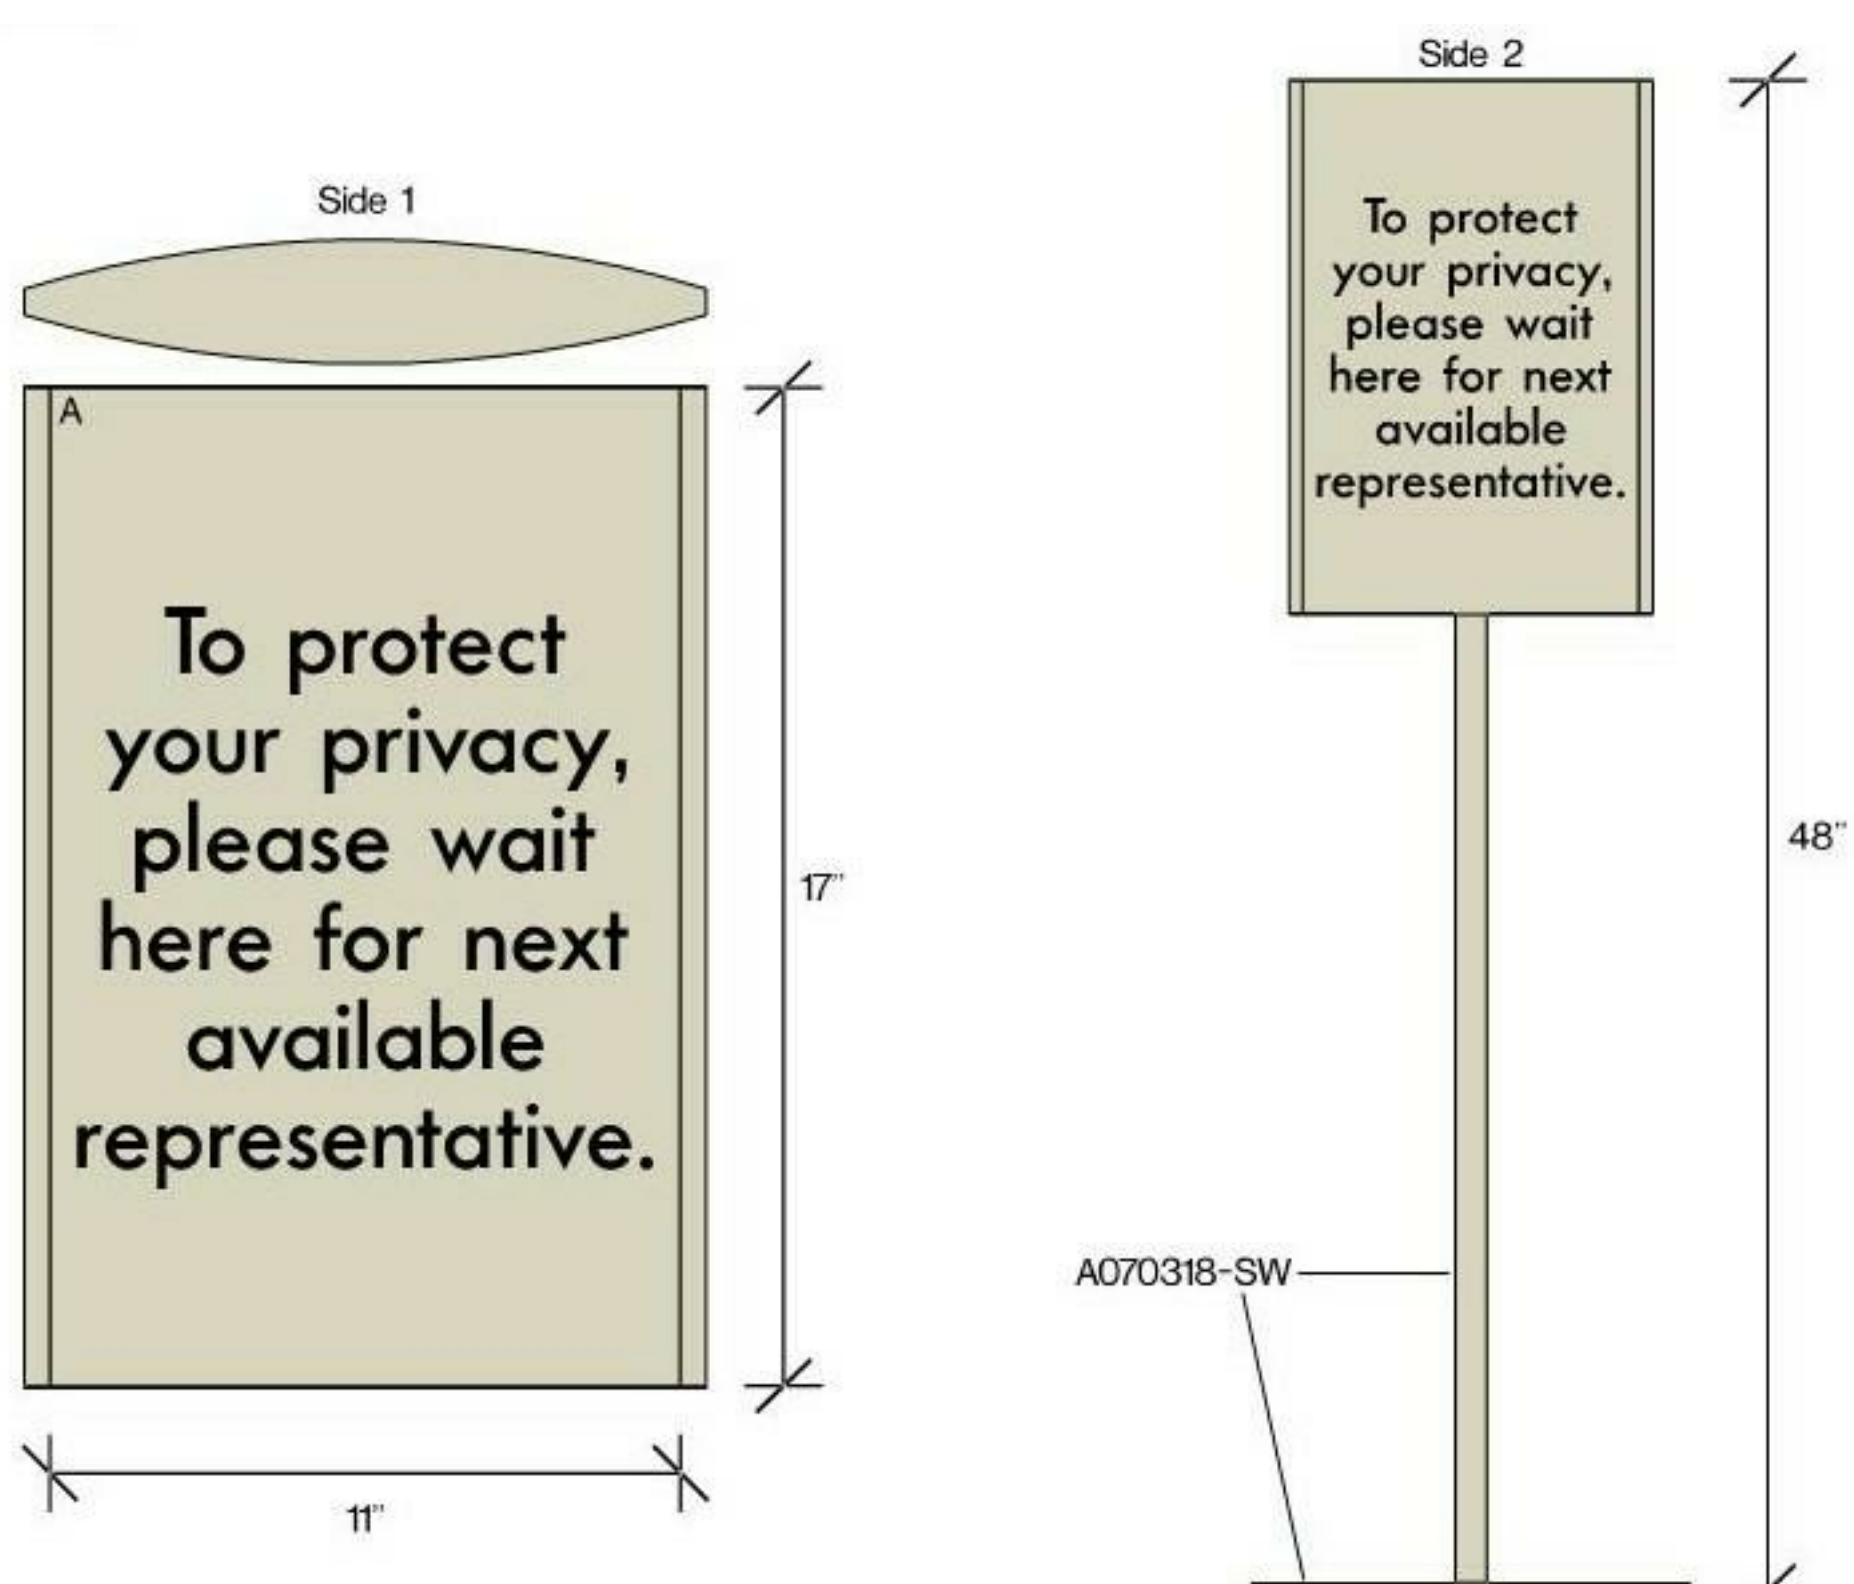 Side 1
A
To protect
your privacy,
please wait
here for next
available
representative.
17"
11"
Side 2
To protect
your privacy,
please wait
here for next
available
representative.
48"
A070318-SW